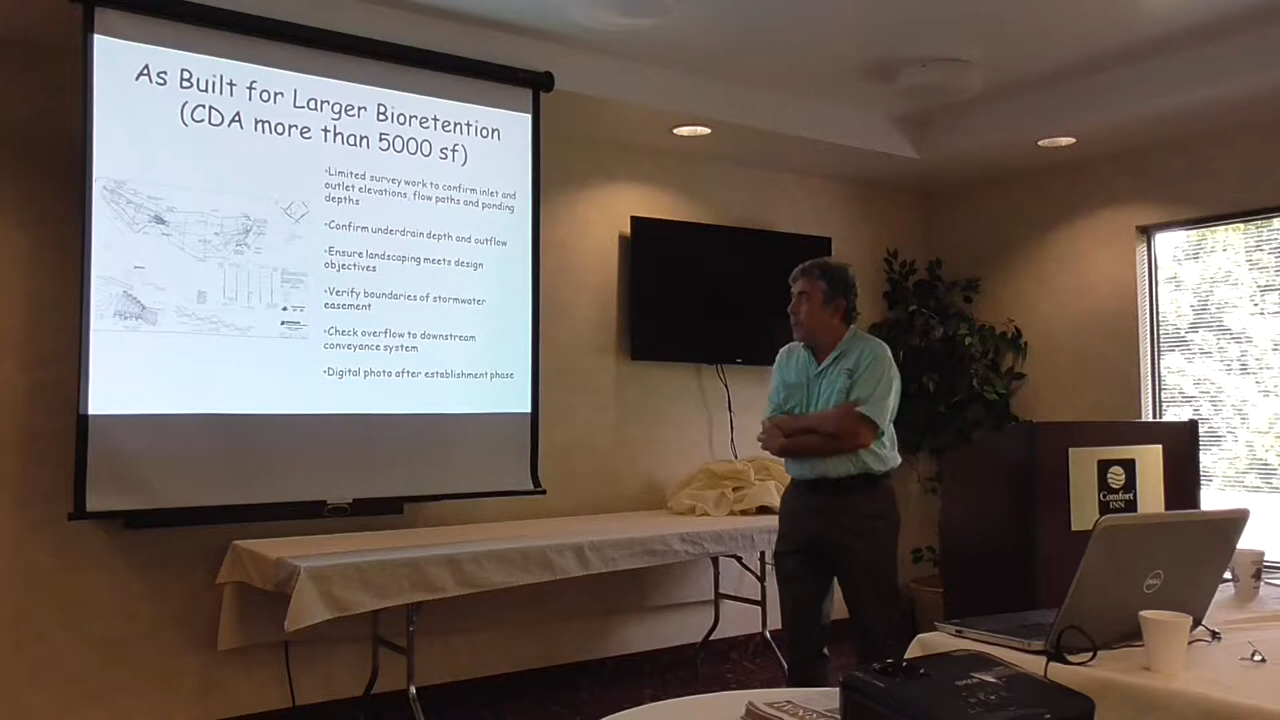 As Built for Larger Bioretention
(CDA more than 5000 sf)
•Limited survey work to confirm inlet and
outlet elevations, flow paths and ponding
depths
•Confirm underdrain depth and outflow
•Ensure landscaping meets design
objectives
•Verify boundaries of stormwater
easement
•Check overflow to downstream
conveyance system
•Digital photo after establishment phase
Comfort
INN
DELL
EPSON